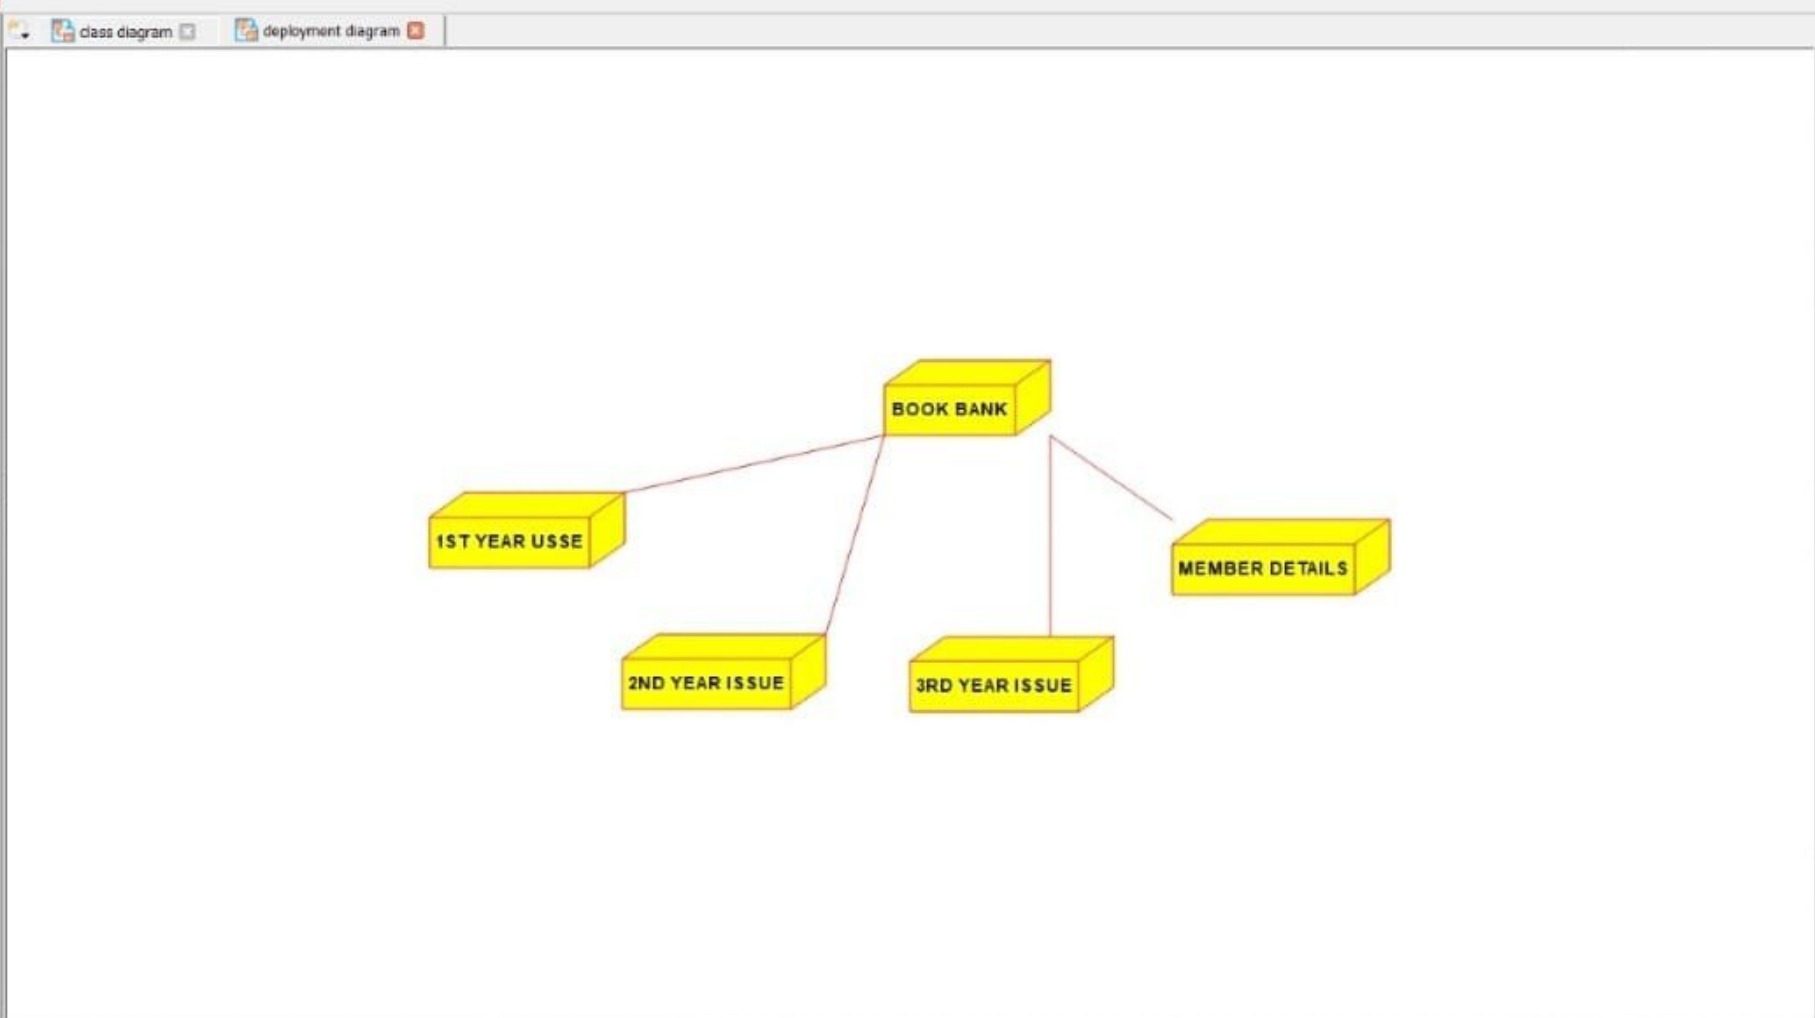 class diagram
deployment diagram
BOOK BANK
1ST YEAR USSE
MEMBER DETAILS
2ND YEAR ISSUE
3RD YEAR ISSUE